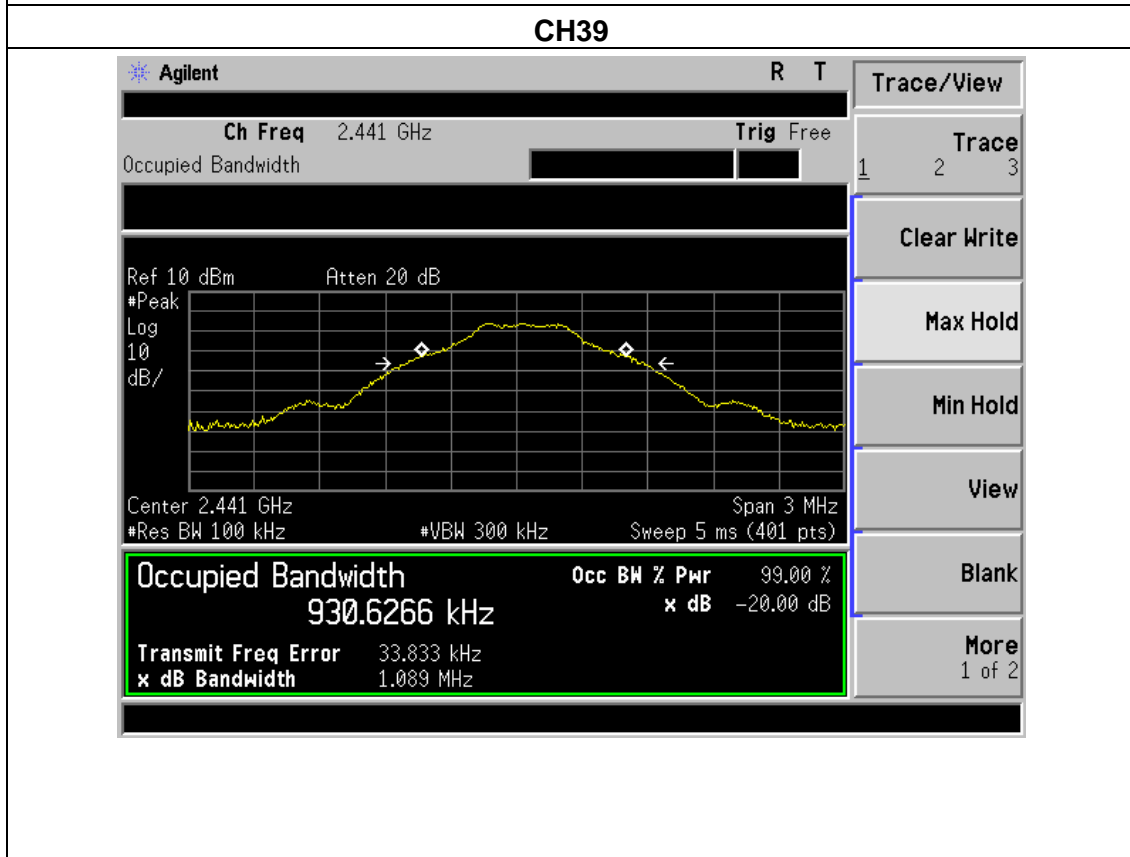 CH39
Agilent R T
Trace/View
Ch Freq 2.441 GHz Trig Free
Occupied Bandwidth
Trace
1 2 3
Clear Write
Ref 10 dBm Atten 20 dB
#Peak
Log
10
dB/
Max Hold
Min Hold
View
Center 2.441 GHz Span 3 MHz
#Res BW 100 kHz #VBW 300 kHz Sweep 5 ms (401 pts)
Occupied Bandwidth
930.6266 kHz
Occ BW % Pwr 99.00 %
x dB -20.00 dB
Transmit Freq Error 33.833 kHz
x dB Bandwidth 1.089 MHz
Blank
More
1 of 2